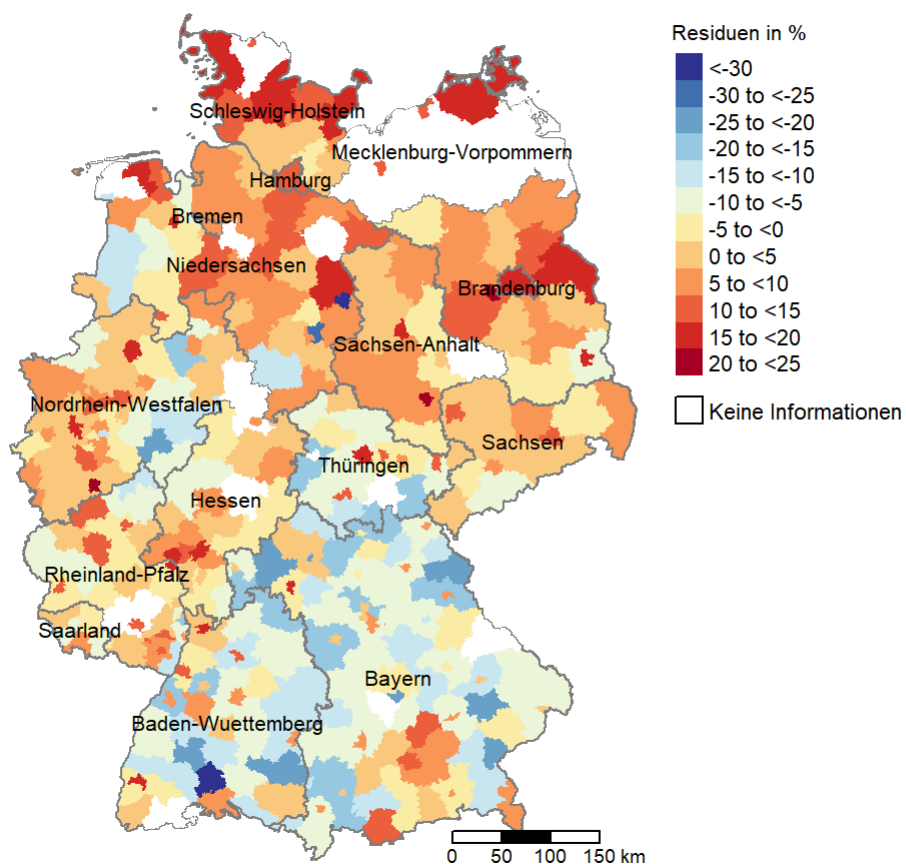 Residuen in %
<-30
-30 to <-25
-25 to <-20
-20 to <-15
-15 to <-10
-10 to <-5
-5 to <0
0 to <5
5 to <10
10 to <15
15 to <20
20 to <25
Keine Informationen
Schleswig-Holstein
Mecklenburg-Vorpommern
Hamburg
Bremen
Niedersachsen
Brandenburg
Sachsen-Anhalt
Nordrhein-Westfalen
Sachsen
Thüringen
Hessen
Rheinland-Pfalz
Saarland
Bayern
Baden-Wuettemberg
0 50 100 150 km